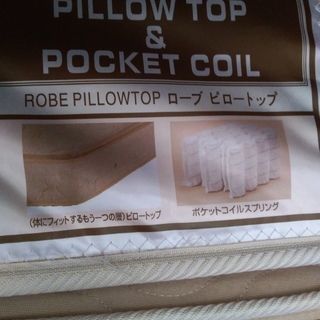 PILLOW TOP
&
POCKET COIL
ROBE PILLOWTOP ローブ ピロートップ
(体にフィットするもう一つの層)ピロートップ
ポケットコイルスプリング